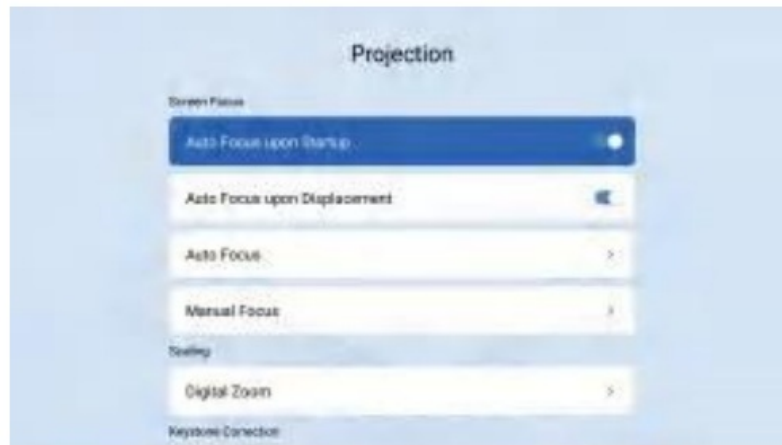 Projection
Screen Focus
Auto Focus upon Startup
Auto Focus upon Displacement
Auto Focus
Manual Focus
Scaling
Digital Zoom
Keystone Correction